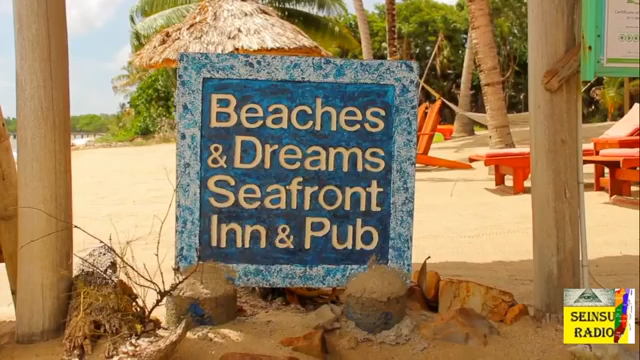 Beaches
& Dreams
Seafront
Inn & Pub
SEINSU
RADIO